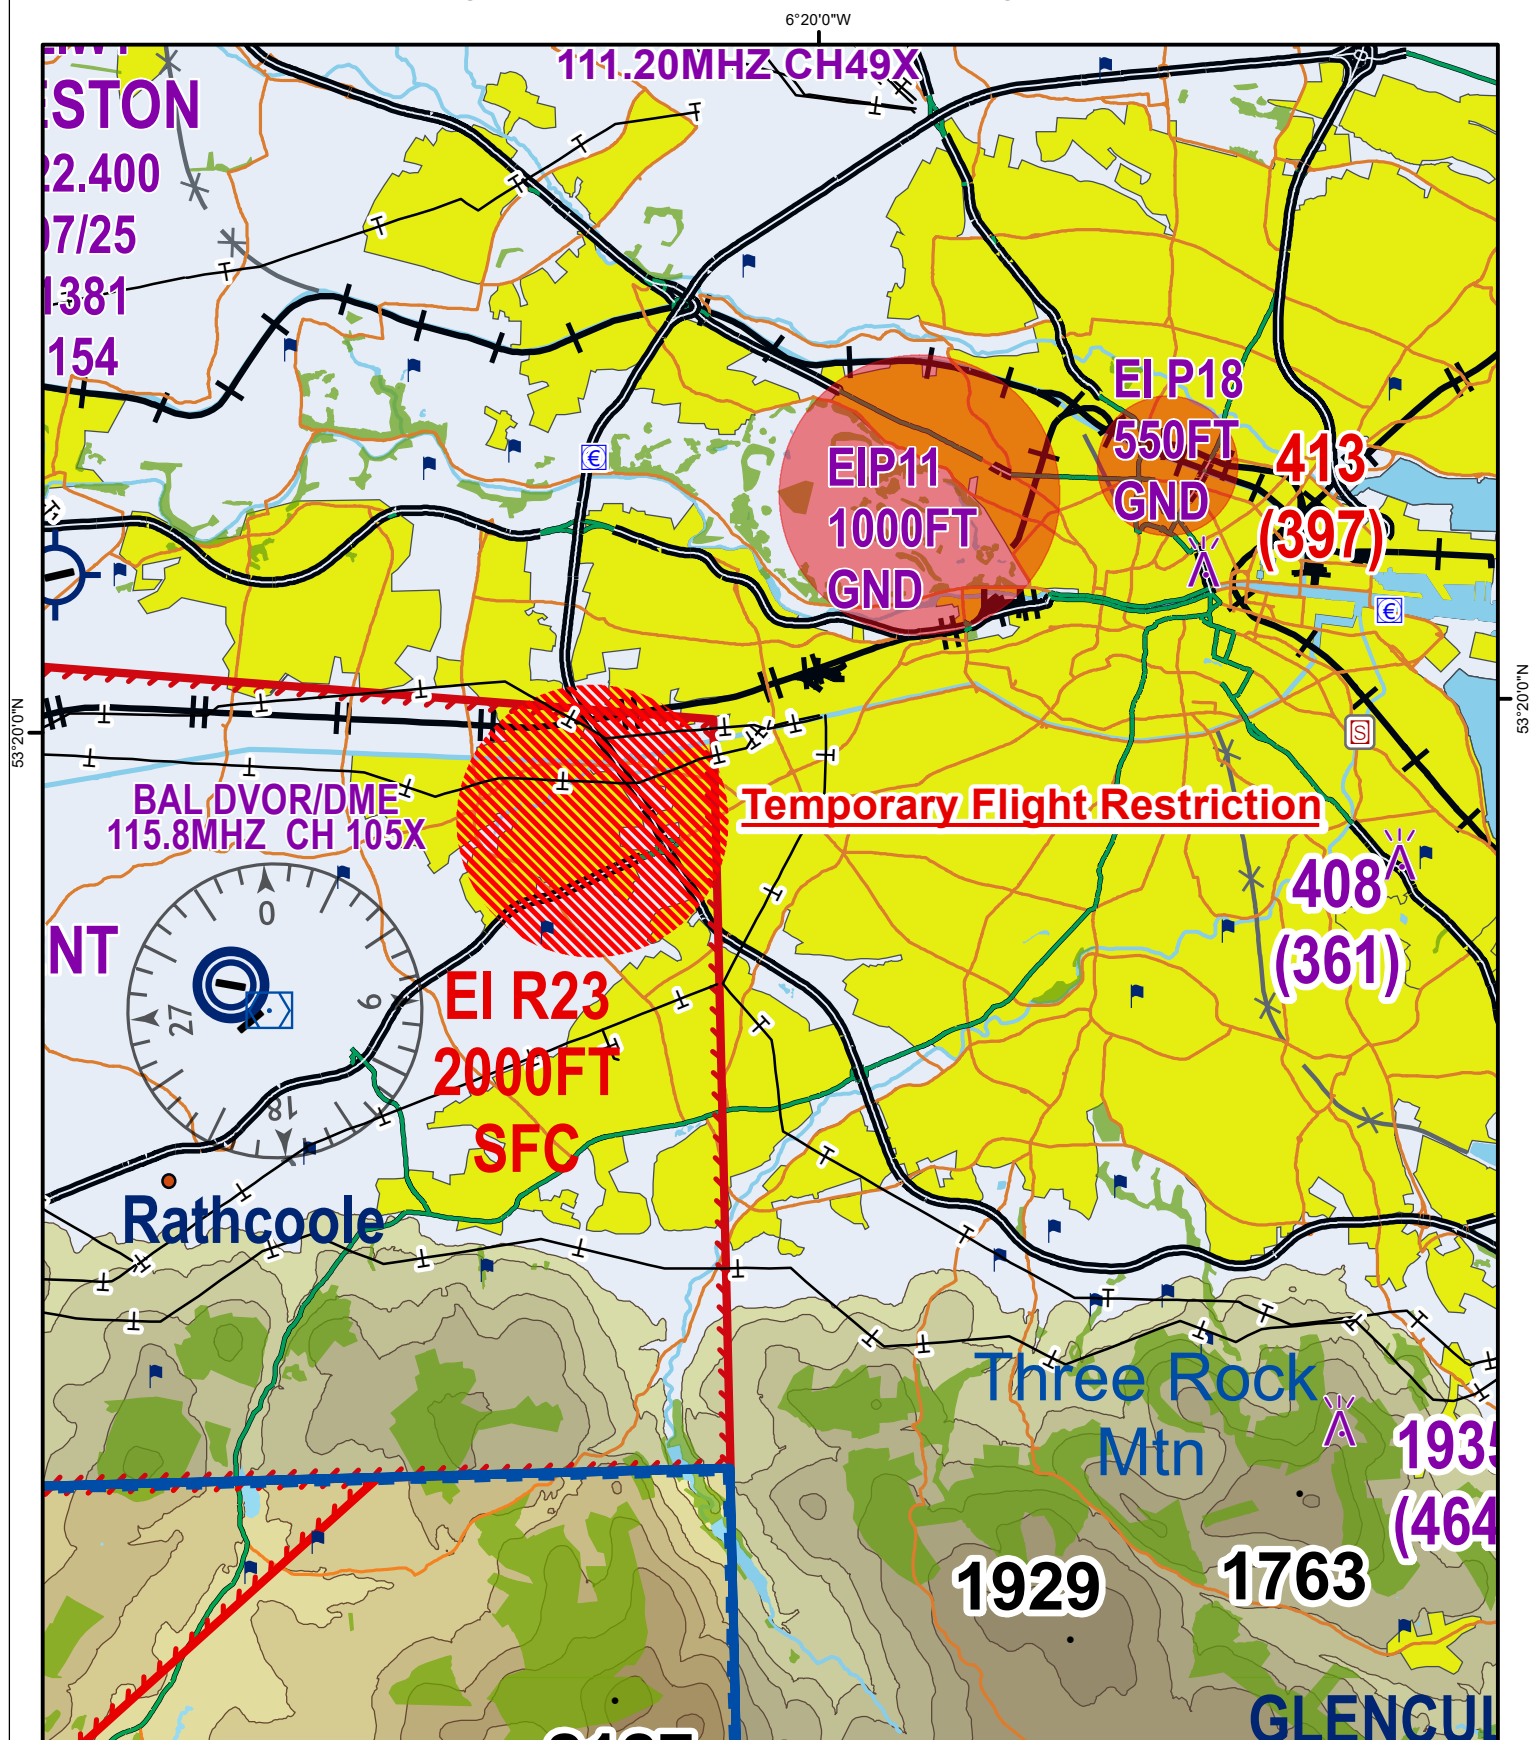 6°20'0"W
111.20MHZ CH49X
ESTON
22.400
07/25
1381
154
EI P18
550FT
GND
413
(397)
EIP11
1000FT
GND
€
€
53°20'0"N
53°20'0"N
S
BAL DVOR/DME
115.8MHZ CH 105X
Temporary Flight Restriction
408
(361)
0
9
18
27
NT
EI R23
2000FT
SFC
Rathcoole
Three Rock
Mtn
1935
(464
1929
1763
GLENCUL